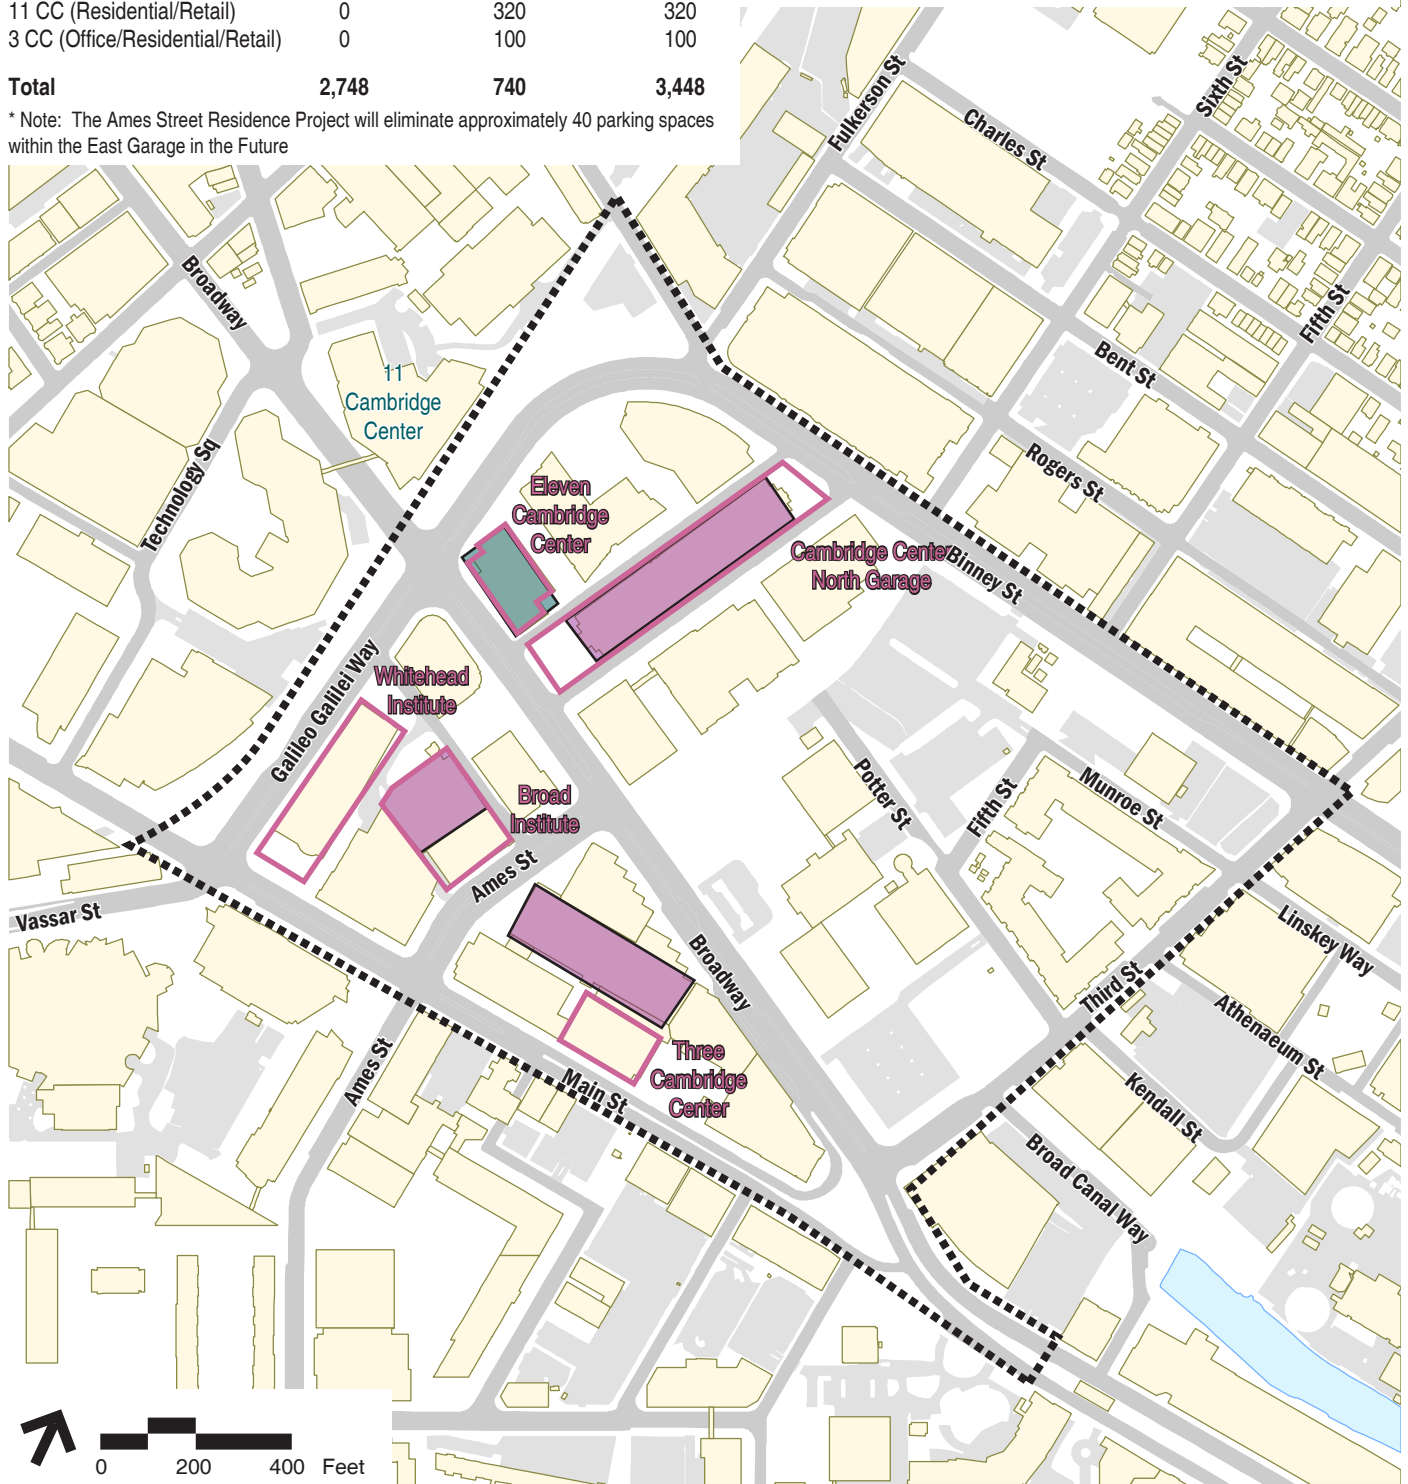 11 CC (Residential/Retail) 0 320 320
3 CC (Office/Residential/Retail) 0 100 100
Total 2,748 740 3,448
* Note: The Ames Street Residence Project will eliminate approximately 40 parking spaces
within the East Garage in the Future
Fulkerson St
Charles St
Sixth St
Broadway
Fifth St
Bent St
11
Cambridge
Center
Technology Sq
Rogers St
Eleven
Cambridge
Center
Cambridge Center
North Garage
Binney St
Galileo Galilei Way
Whitehead
Institute
Broad
Institute
Potter St
Fifth St
Munroe St
Ames St
Vassar St
Broadway
Linskey Way
Third St
Athenaeum St
Three
Cambridge
Center
Ames St
Main St
Kendall St
Broad Canal Way
0 200 400 Feet